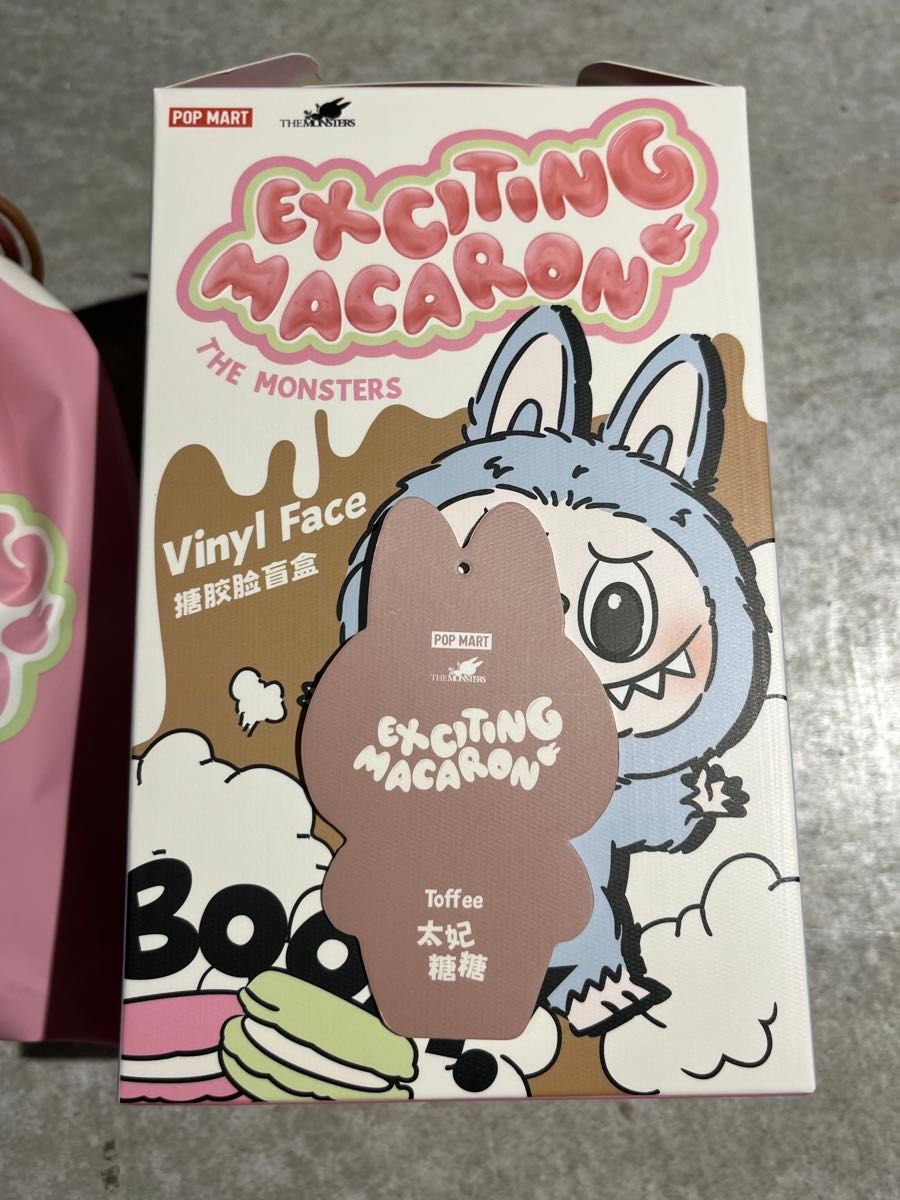 POP MART
THE MONSTERS
EXCITING
MACARON
THE MONSTERS
Vinyl Face
搪胶脸盲盒
POP MART
THE MONSTERS
EXCITING
MACARON
Toffee
太妃
糖糖